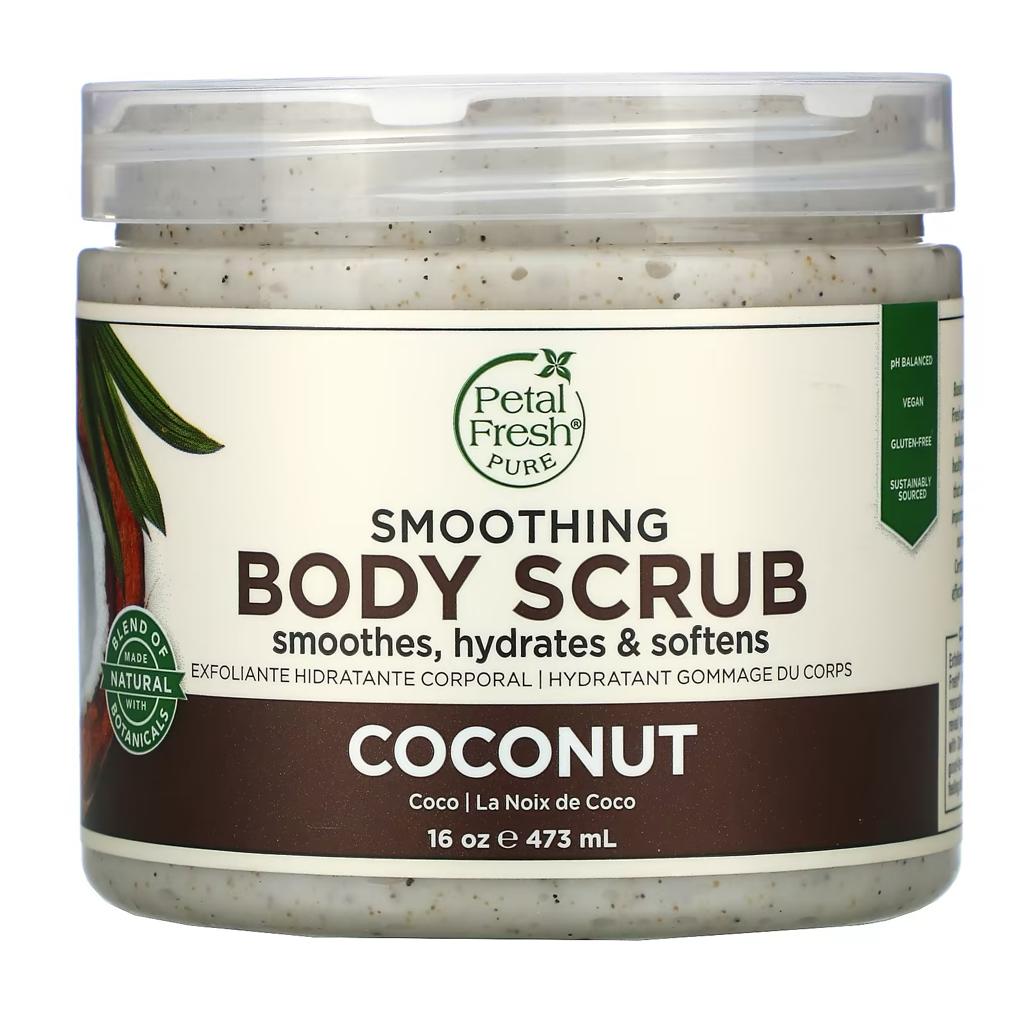 Petal
Fresh®
PURE
SMOOTHING
BODY SCRUB
smoothes, hydrates & softens
EXFOLIANTE HIDRATANTE CORPORAL | HYDRATANT GOMMAGE DU CORPS
COCONUT
Coco | La Noix de Coco
16 oz ℮ 473 mL
BLEND OF
MADE
NATURAL
WITH
BOTANICALS
pH BALANCED
VEGAN
GLUTEN-FREE
SUSTAINABLY
SOURCED